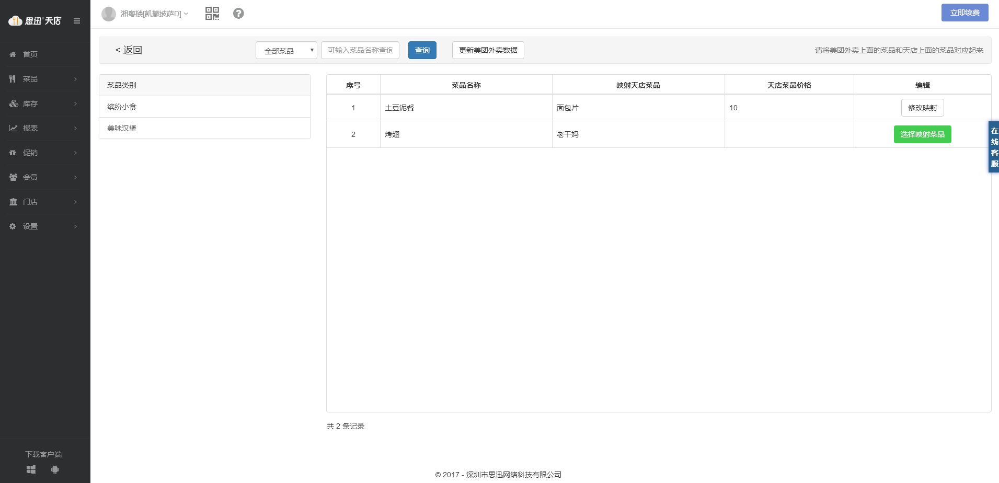 思迅®天店
湘粤楼[凯撒披萨D]
立即续费
首页
菜品
库存
报表
促销
会员
门店
设置
下载客户端
< 返回
全部菜品
可输入菜品名称查询
查询
更新美团外卖数据
请将美团外卖上面的菜品和天店上面的菜品对应起来
菜品类别
缤纷小食
美味汉堡
序号 菜品名称 映射天店菜品 天店菜品价格 编辑
1 土豆泥餐 面包片 10 修改映射
2 烤翅 老干妈 选择映射菜品
共 2 条记录
在线客服
© 2017 - 深圳市思迅网络科技有限公司